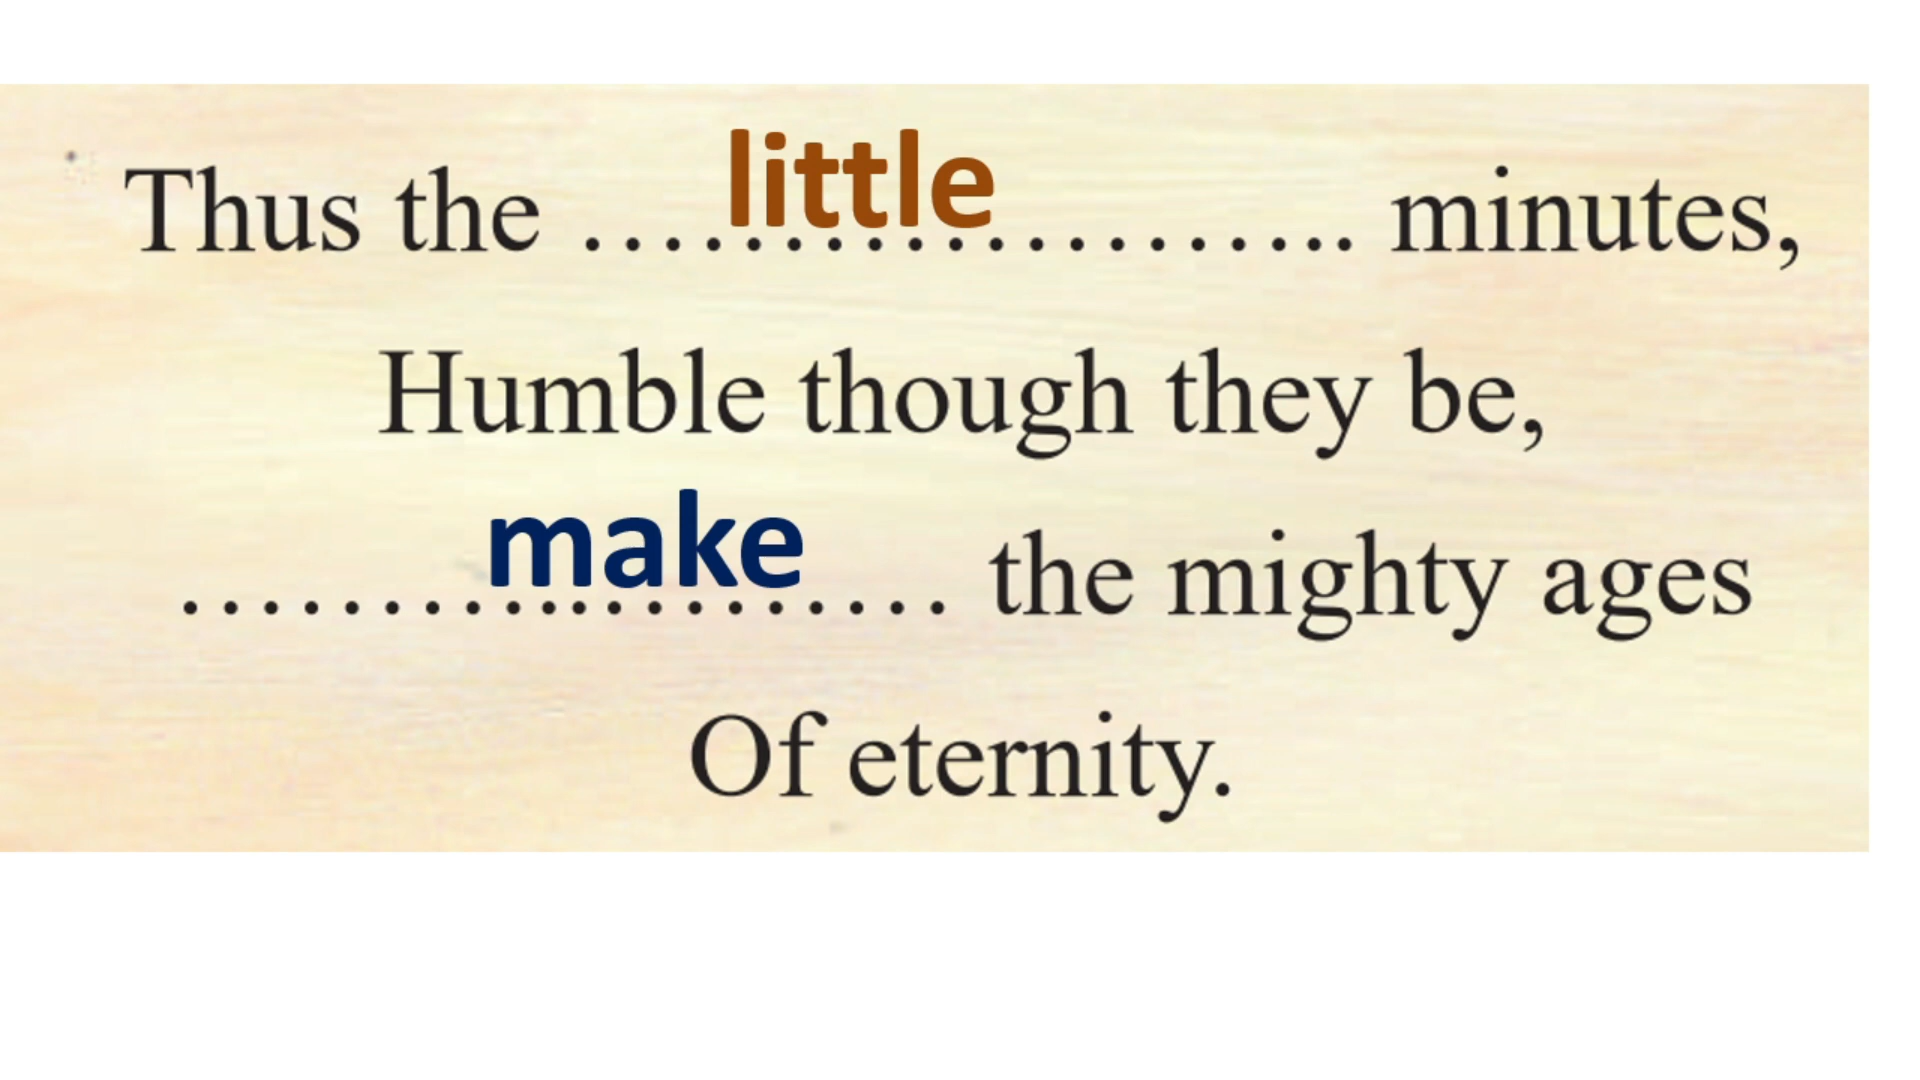 Thus the little ........................ minutes,
Humble though they be,
make ........................ the mighty ages
Of eternity.